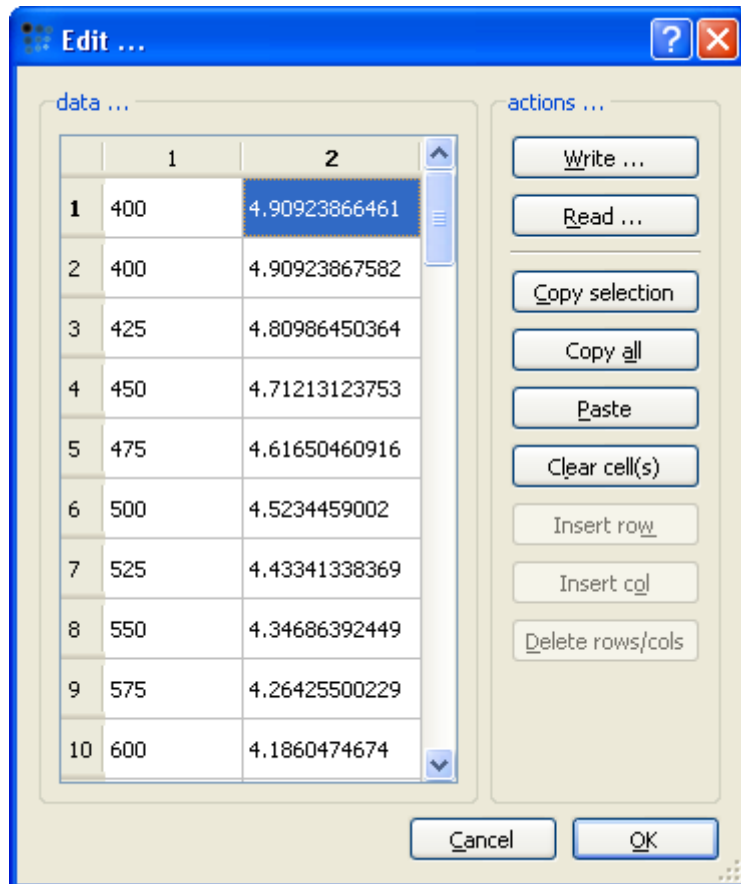 Edit ...
data ...
1 2
1 400 4.90923866461
2 400 4.90923867582
3 425 4.80986450364
4 450 4.71213123753
5 475 4.61650460916
6 500 4.5234459002
7 525 4.43341338369
8 550 4.34686392449
9 575 4.26425500229
10 600 4.1860474674
actions ...
Write ...
Read ...
Copy selection
Copy all
Paste
Clear cell(s)
Insert row
Insert col
Delete rows/cols
Cancel OK